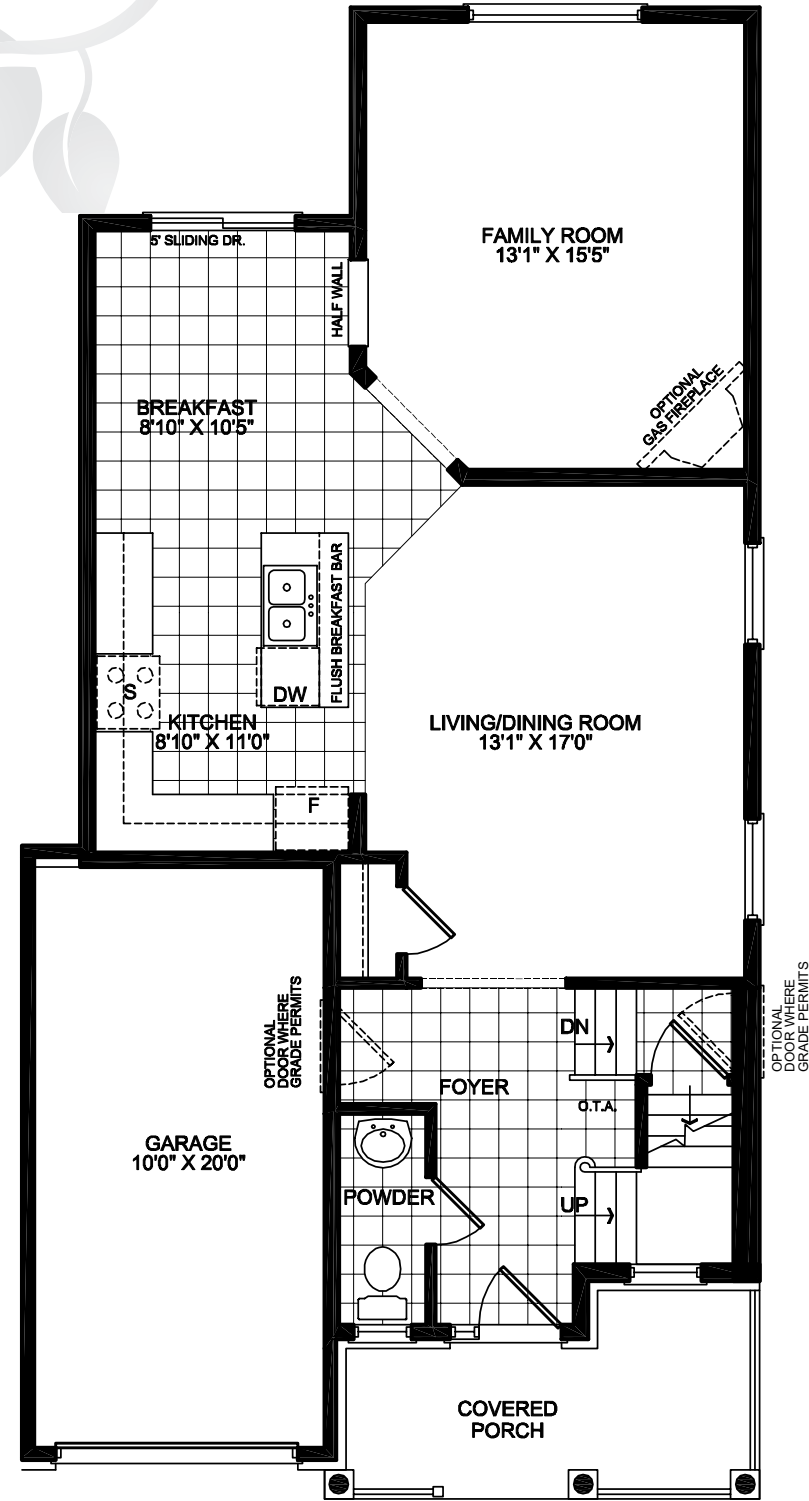 FAMILY ROOM
13'1" X 15'5"
5' SLIDING DR.
HALF WALL
OPTIONAL
GAS FIREPLACE
BREAKFAST
8'10" X 10'5"
FLUSH BREAKFAST BAR
S
DW
KITCHEN
8'10" X 11'0"
LIVING/DINING ROOM
13'1" X 17'0"
F
OPTIONAL
DOOR WHERE
GRADE PERMITS
OPTIONAL
DOOR WHERE
GRADE PERMITS
DN
FOYER
O.T.A.
GARAGE
10'0" X 20'0"
POWDER
UP
COVERED
PORCH